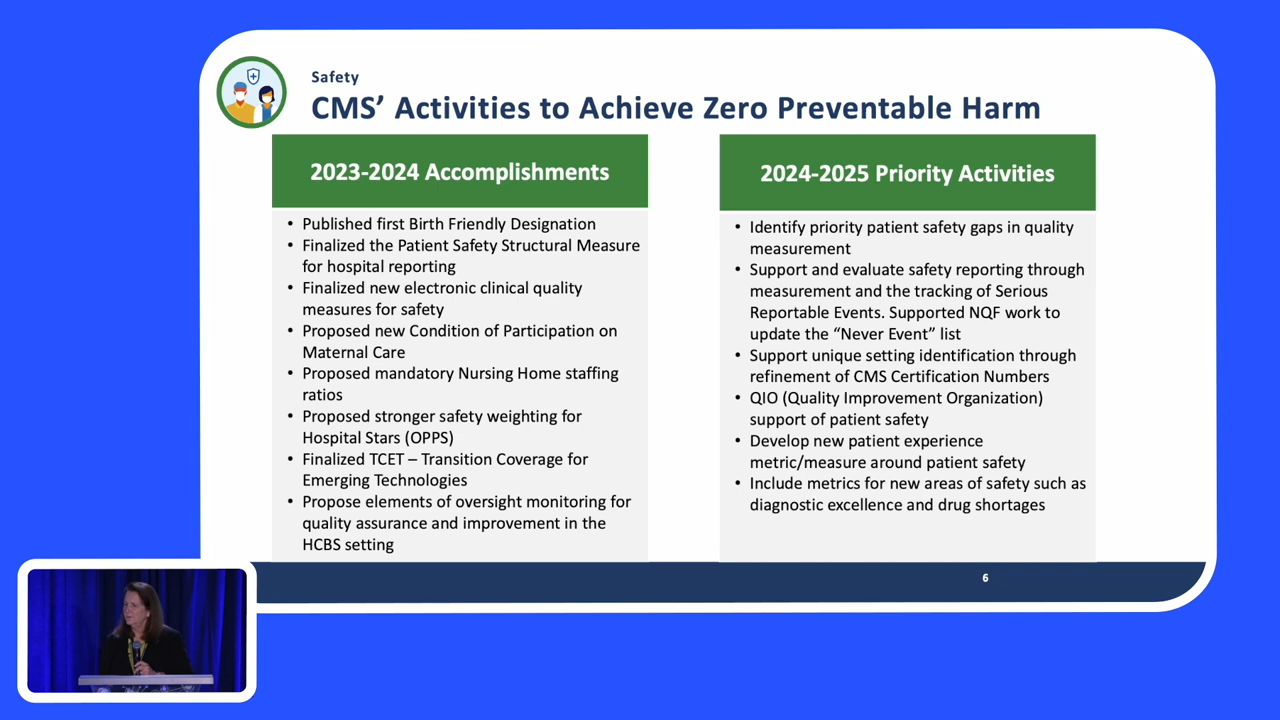 Safety
CMS’ Activities to Achieve Zero Preventable Harm
2023-2024 Accomplishments
• Published first Birth Friendly Designation
• Finalized the Patient Safety Structural Measure
for hospital reporting
• Finalized new electronic clinical quality
measures for safety
• Proposed new Condition of Participation on
Maternal Care
• Proposed mandatory Nursing Home staffing
ratios
• Proposed stronger safety weighting for
Hospital Stars (OPPS)
• Finalized TCET – Transition Coverage for
Emerging Technologies
• Propose elements of oversight monitoring for
quality assurance and improvement in the
HCBS setting
2024-2025 Priority Activities
• Identify priority patient safety gaps in quality
measurement
• Support and evaluate safety reporting through
measurement and the tracking of Serious
Reportable Events. Supported NQF work to
update the “Never Event” list
• Support unique setting identification through
refinement of CMS Certification Numbers
• QIO (Quality Improvement Organization)
support of patient safety
• Develop new patient experience
metric/measure around patient safety
• Include metrics for new areas of safety such as
diagnostic excellence and drug shortages
6